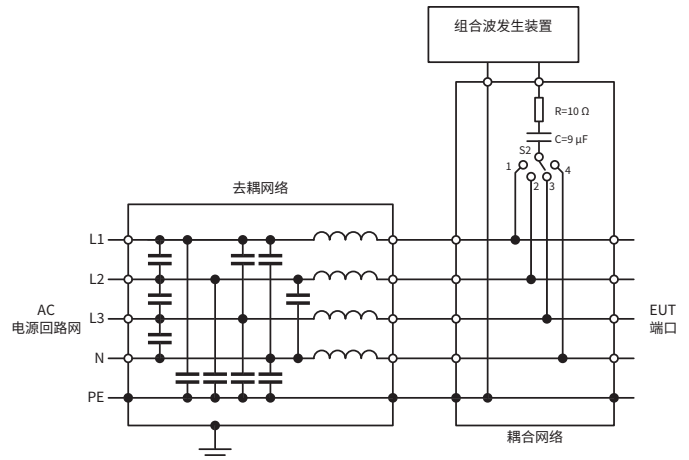 组合波发生装置
R=10 Ω
C=9 μF
S2
1
4
2
3
去耦网络
L1
L2
AC
电源回路网
L3
EUT
端口
N
PE
耦合网络